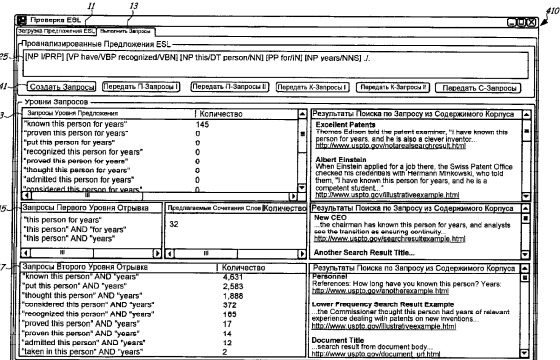 11
13
410
Проверка ESL
Загрузка Предложения ESL
Выполнить Запросы
25
Проанализированные Предложения ESL
[NP I/PRP] [VP have/VBP recognized/VBN] [NP this/DT person/NN] [PP for/IN] [NP years/NNS] ./.
41
Создать Запросы
Передать П-Запросы I
Передать П-Запросы II
Передать К-Запросы I
Передать К-Запросы II
Передать С-Запросы
Уровни Запросов
Запросы Уровня Предложения
Количество
"known this person for years" 145
"proven this person for years" 0
"put this person for years" 0
"recognized this person for years" 0
"proved this person for years" 0
"thought this person for years" 0
"admitted this person for years" 0
"considered this person for years" 0
Результаты Поиска по Запросу из Содержимого Корпуса
Excellent Patents
Thomas Edison told the patent examiner, "I have known this
person for years, and he is also a clever inventor...
http://www.uspto.gov/notarealsearchresult.html
Albert Einstein
When Einstein applied for a job there, the Swiss Patent Office
checked his credentials with Hermann Minkowski, who told
them, "I have known this person for years, and he is a
competent student..."
http://www.uspto.gov/illustrativeexample.html
Запросы Первого Уровня Отрывка
"this person for years"
"this person" AND "for years"
"this person" AND "years"
Предлагаемые Сочетания Слов
Количество
32
Результаты Поиска по Запросу из Содержимого Корпуса
New CEO
...the chairman has known this person for years, and analysts
see the transition as ensuring continuity...
http://www.uspto.gov/searchresultexample.html
Another Search Result Title...
Запросы Второго Уровня Отрывка
Количество
"known this person" AND "years" 4,631
"put this person" AND "years" 2,583
"thought this person" AND "years" 1,888
"considered this person" AND "years" 372
"recognized this person" AND "years" 165
"proved this person" AND "years" 17
"proven this person" AND "years" 14
"admitted this person" AND "years" 12
"taken in this person" AND "years" 2
Результаты Поиска по Запросу из Содержимого Корпуса
Personnel
References: How long have you known this person? Years:
http://www.uspto.gov/anotherexample.html
Lower Frequency Search Result Example
...the Commissioner thought this person had years of relevant
experience dealing with patents on new inventions...
http://www.uspto.gov/illustrativeexample.html
Document Title
...search result from document body...
http://www.uspto.gov/document_url.html